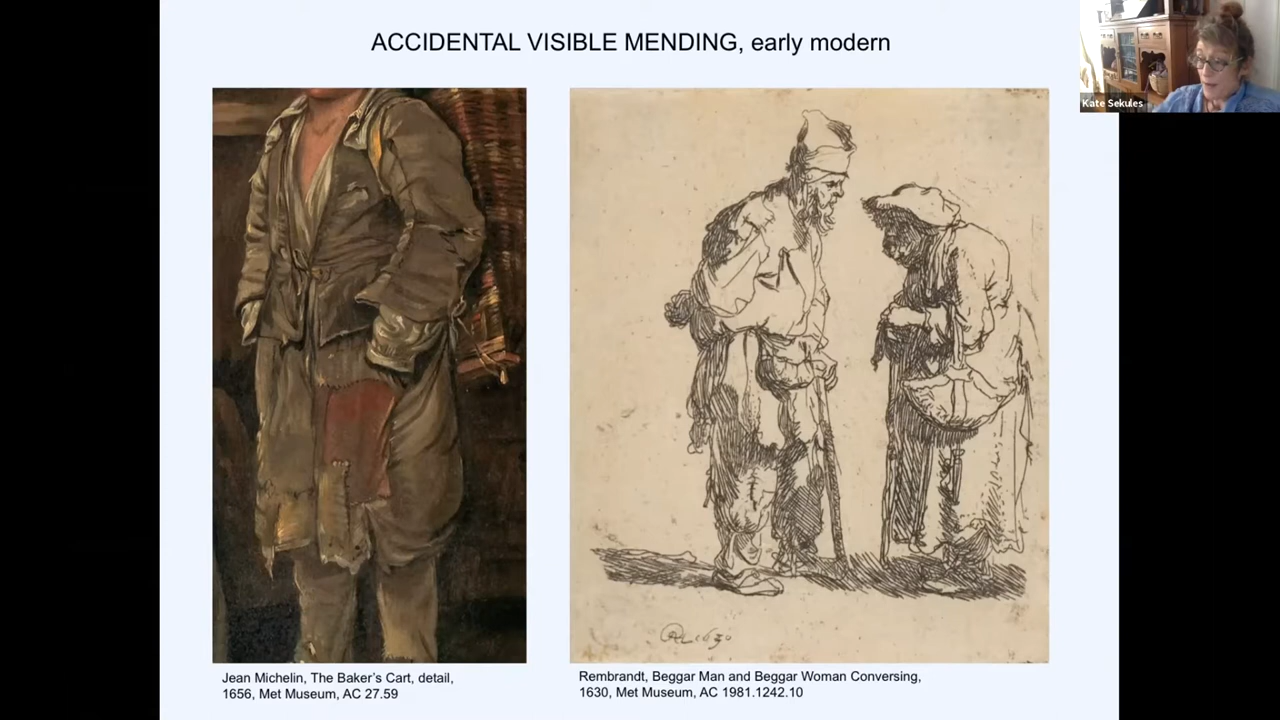 ACCIDENTAL VISIBLE MENDING, early modern
Kate Sekules
1630
Jean Michelin, The Baker's Cart, detail,
1656, Met Museum, AC 27.59
Rembrandt, Beggar Man and Beggar Woman Conversing,
1630, Met Museum, AC 1981.1242.10